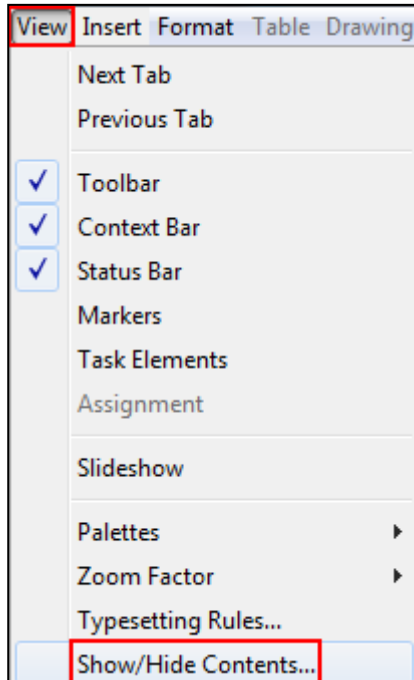 View Insert Format Table Drawing
Next Tab
Previous Tab
Toolbar
Context Bar
Status Bar
Markers
Task Elements
Assignment
Slideshow
Palettes
Zoom Factor
Typesetting Rules...
Show/Hide Contents...